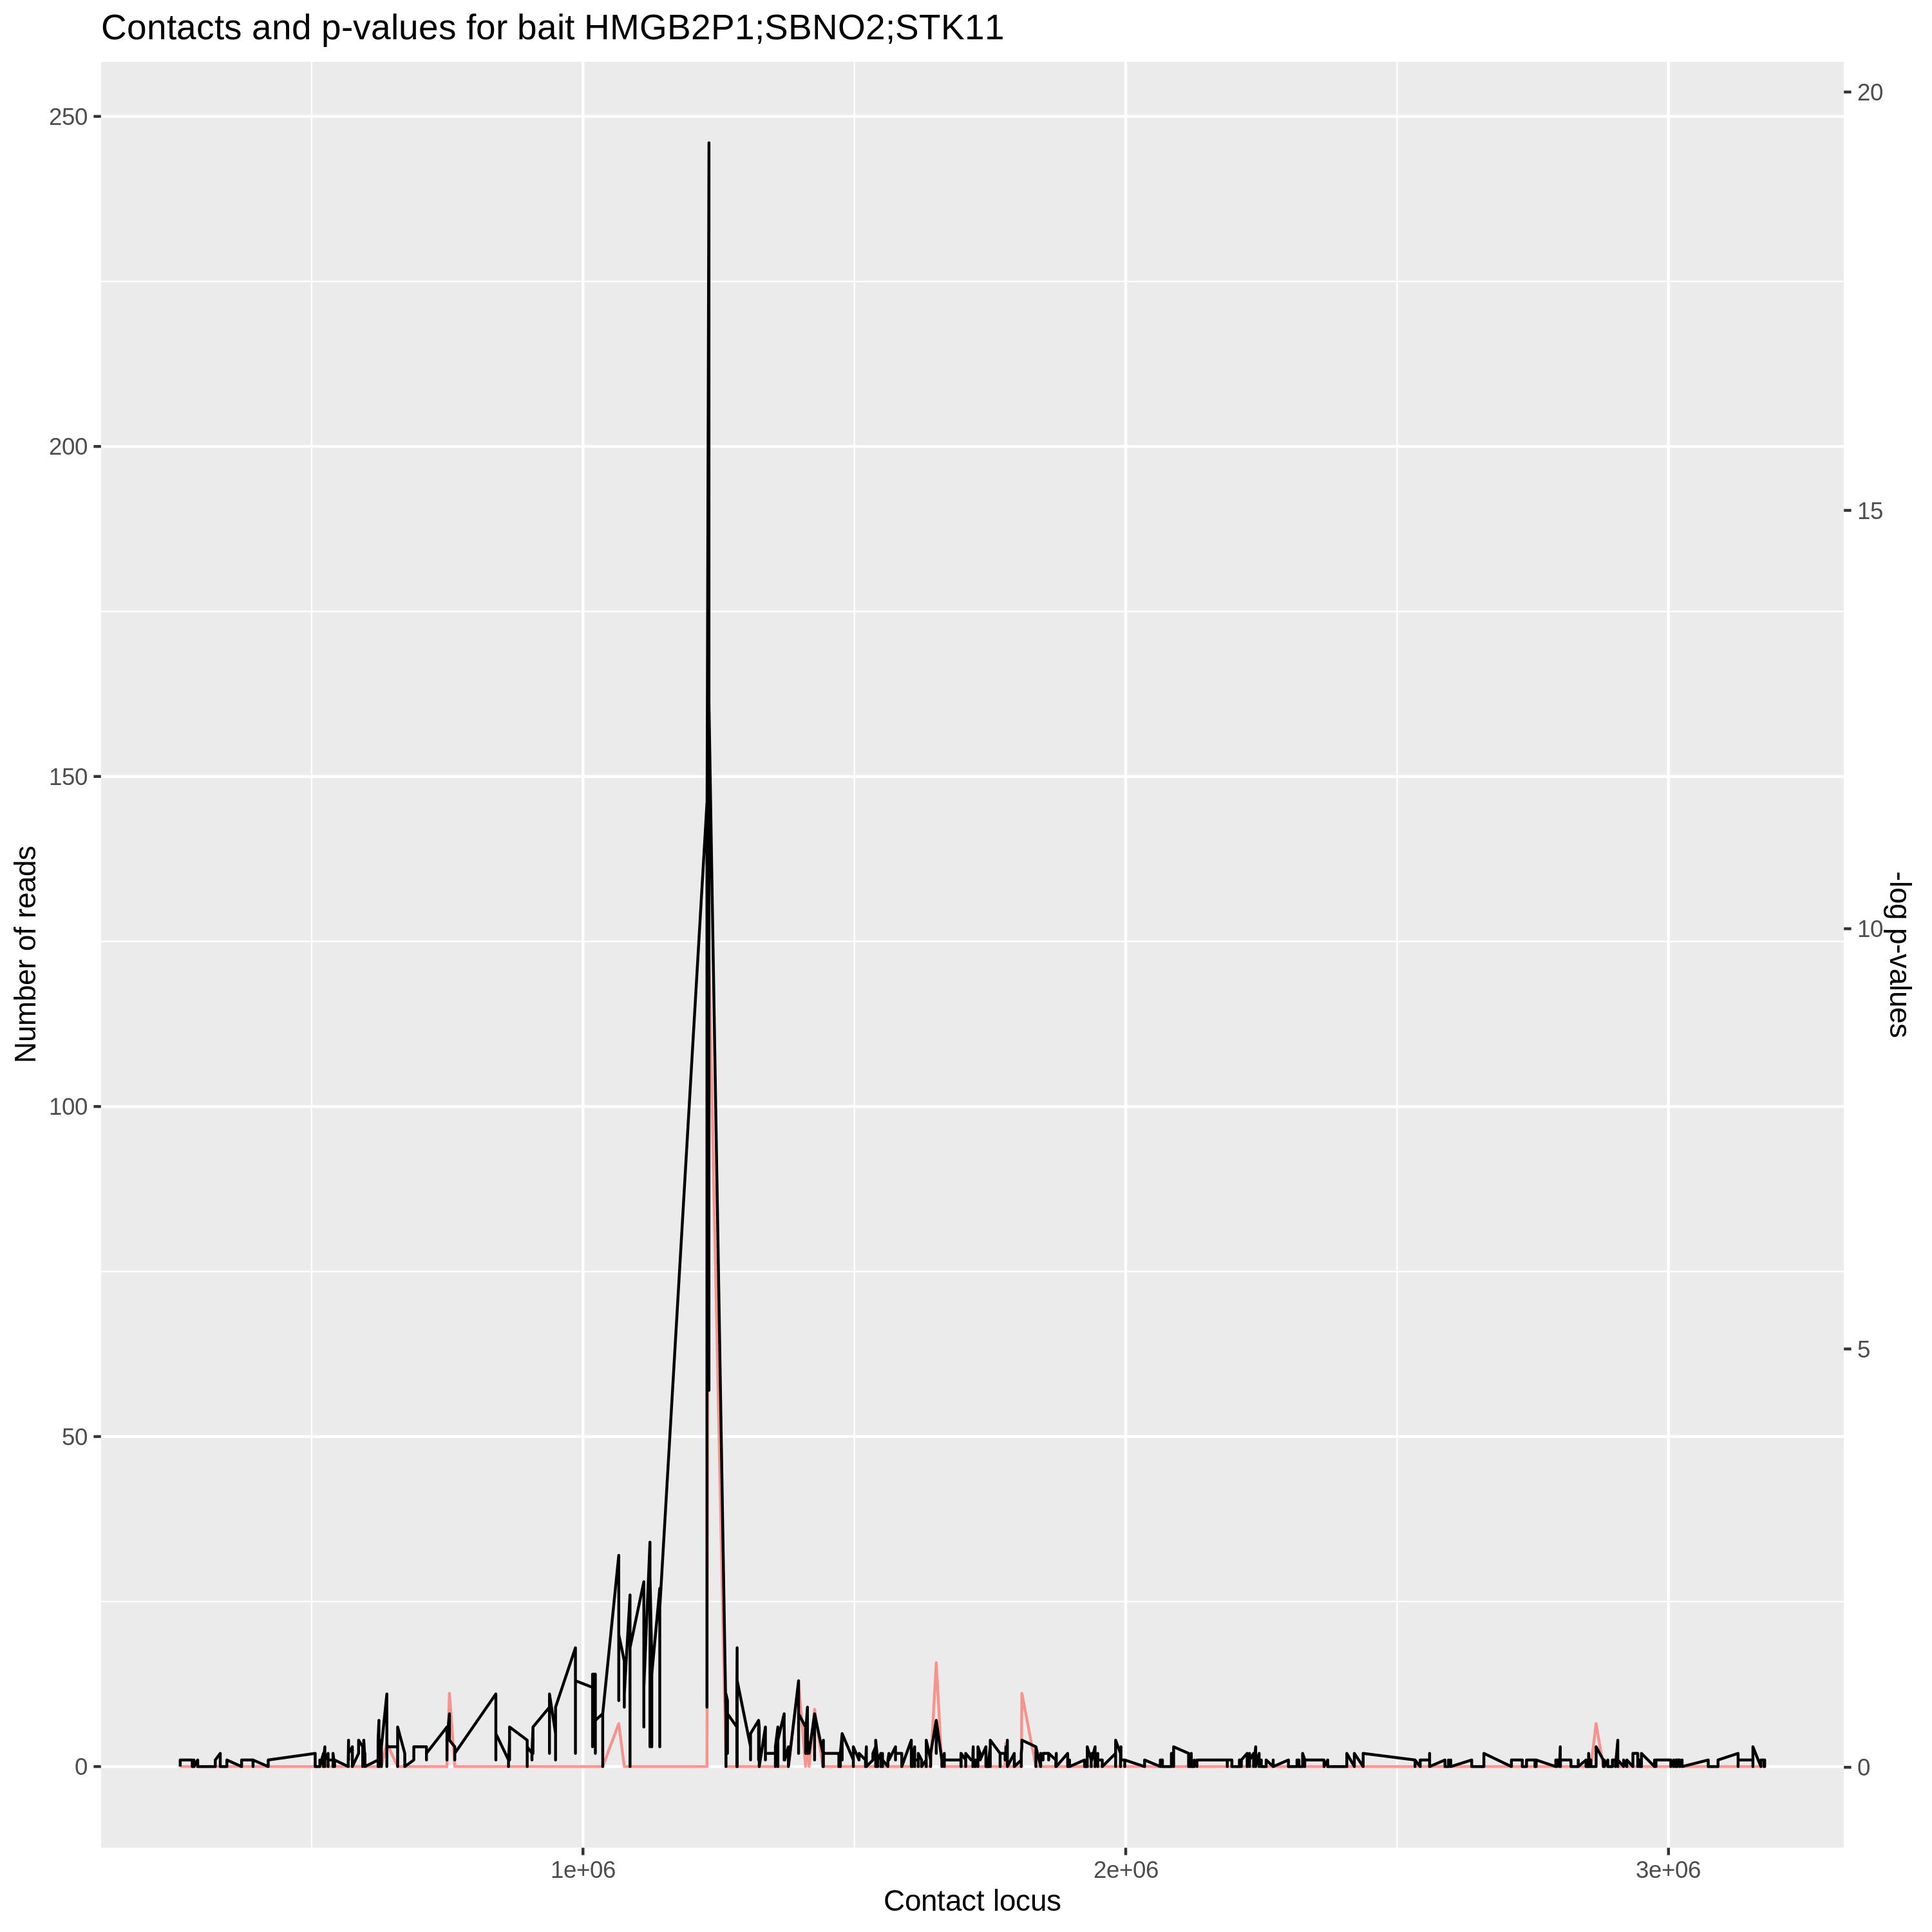 Contacts and p-values for bait HMGB2P1;SBNO2;STK11
250
200
150
100
50
0
Number of reads
20
15
10
5
0
-log p-values
1e+06
2e+06
3e+06
Contact locus